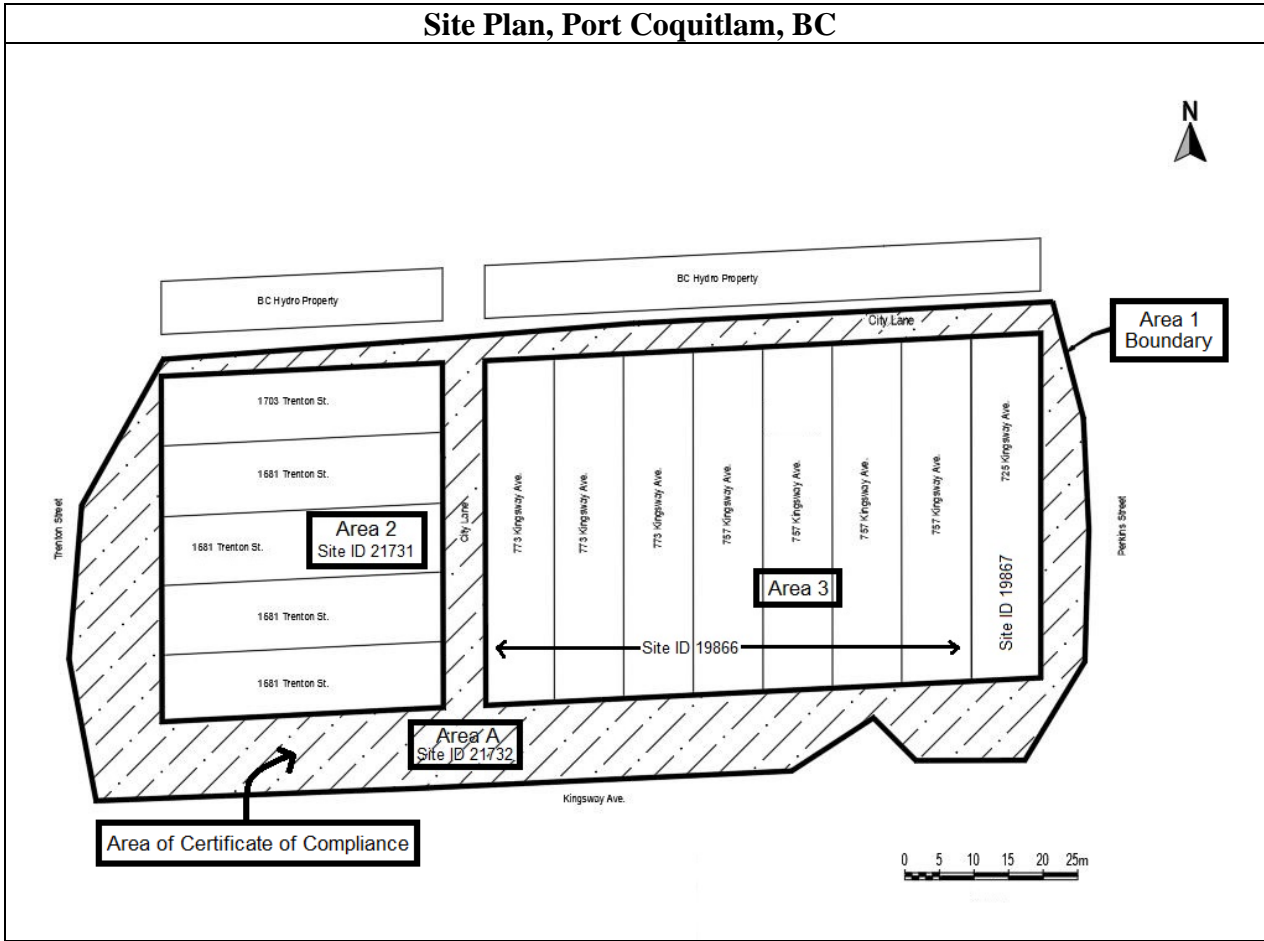 Site Plan, Port Coquitlam, BC
N
BC Hydro Property
BC Hydro Property
City Lane
Area 1
Boundary
1703 Trenton St.
1681 Trenton St.
1681 Trenton St.
1681 Trenton St.
1681 Trenton St.
Area 2
Site ID 21731
Trenton Street
City Lane
773 Kingsway Ave.
773 Kingsway Ave.
773 Kingsway Ave.
757 Kingsway Ave.
757 Kingsway Ave.
757 Kingsway Ave.
757 Kingsway Ave.
725 Kingsway Ave.
Perkins Street
Area 3
Site ID 19866
Site ID 19867
Area A
Site ID 21732
Kingsway Ave.
Area of Certificate of Compliance
0 5 10 15 20 25m